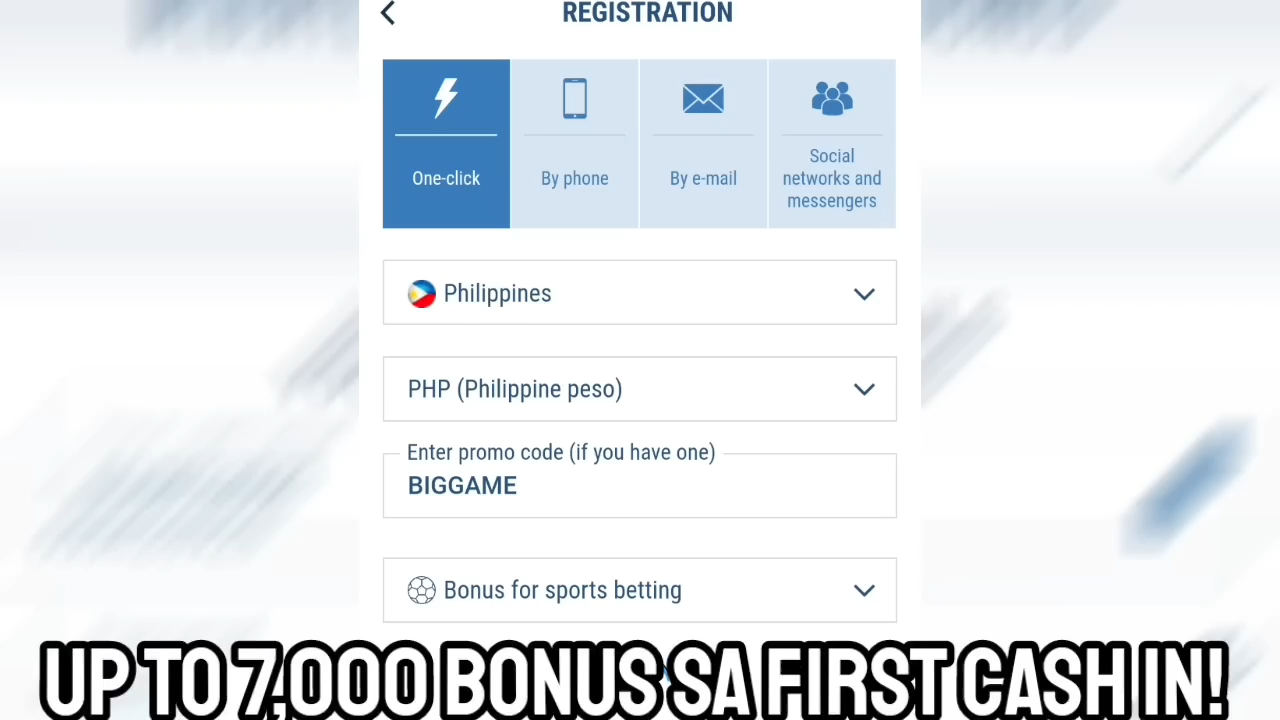 REGISTRATION
One-click
By phone
By e-mail
Social
networks and
messengers
Philippines
PHP (Philippine peso)
Enter promo code (if you have one)
BIGGAME
Bonus for sports betting
UP TO 7,000 BONUS SA FIRST CASH IN!